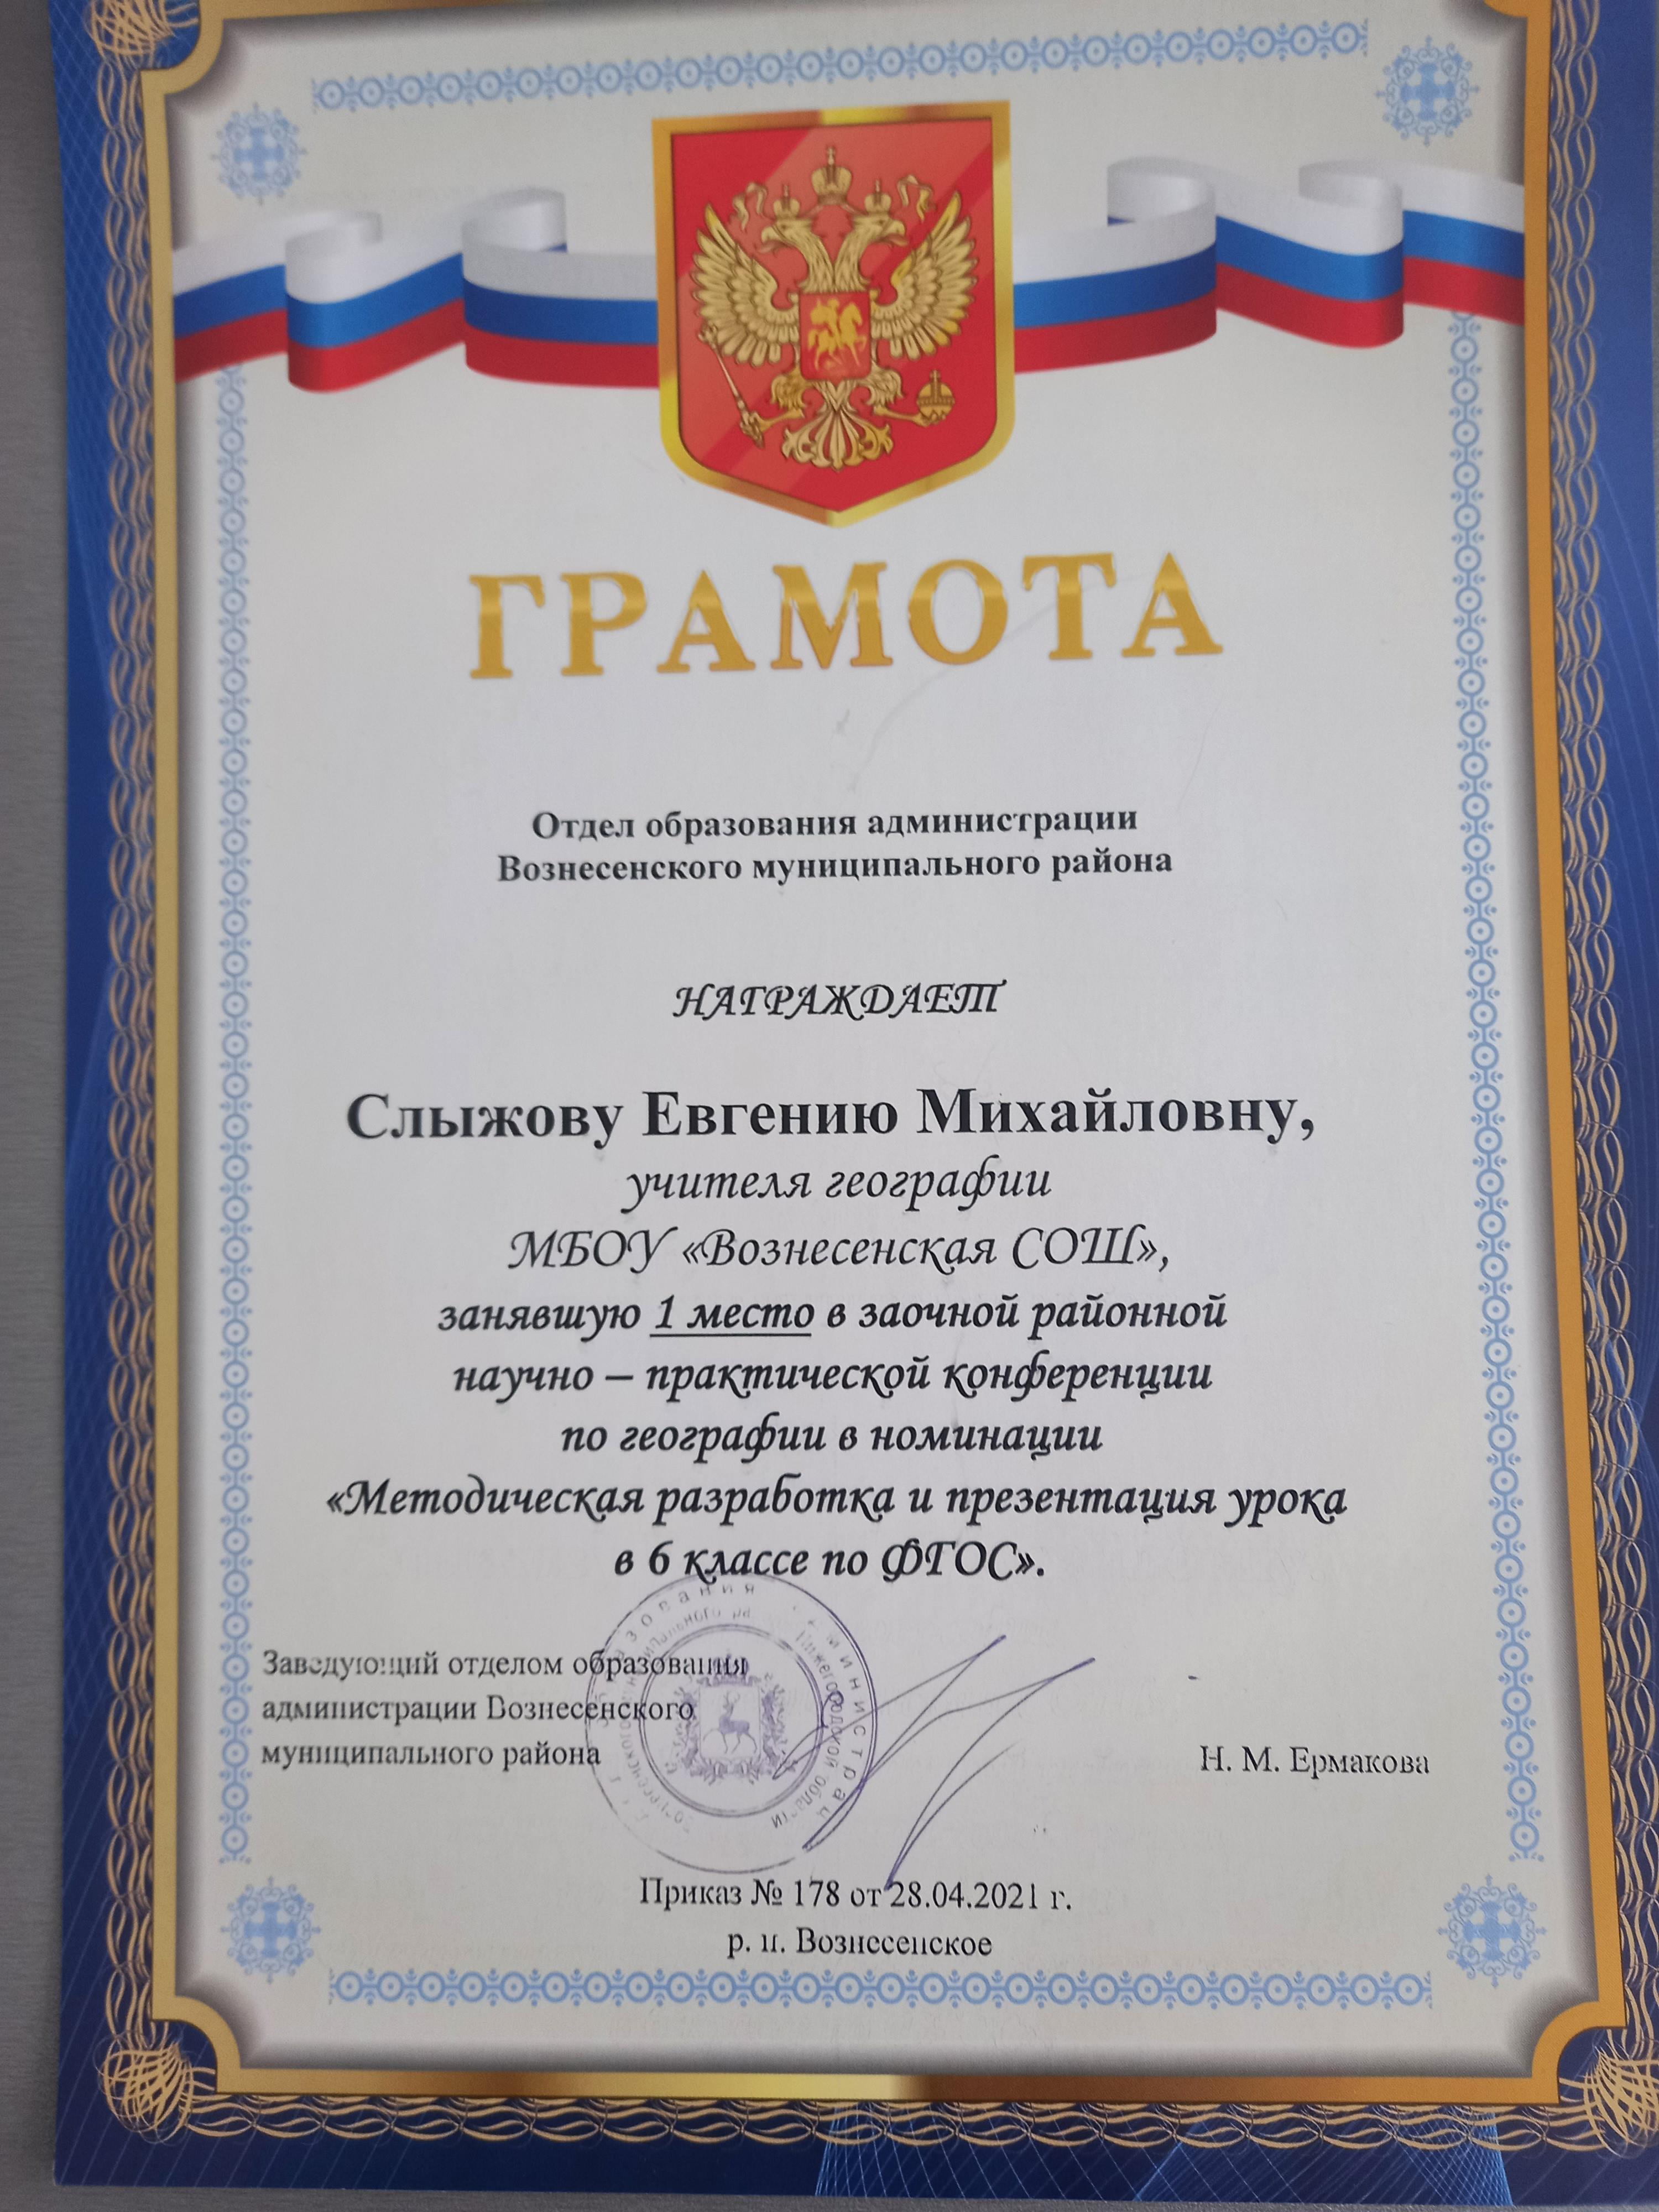 ГРАМОТА
Отдел образования администрации
Вознесенского муниципального района
НАГРАЖДАЕТ
Слыжову Евгению Михайловну,
учителя географии
МБОУ «Вознесенская СОШ»,
занявшую 1 место в заочной районной
научно – практической конференции
по географии в номинации
«Методическая разработка и презентация урока
в 6 классе по ФГОС».
Заведующий отделом образования
администрации Вознесенского
муниципального района
Н. М. Ермакова
Приказ № 178 от 28.04.2021 г.
р. п. Вознесенское